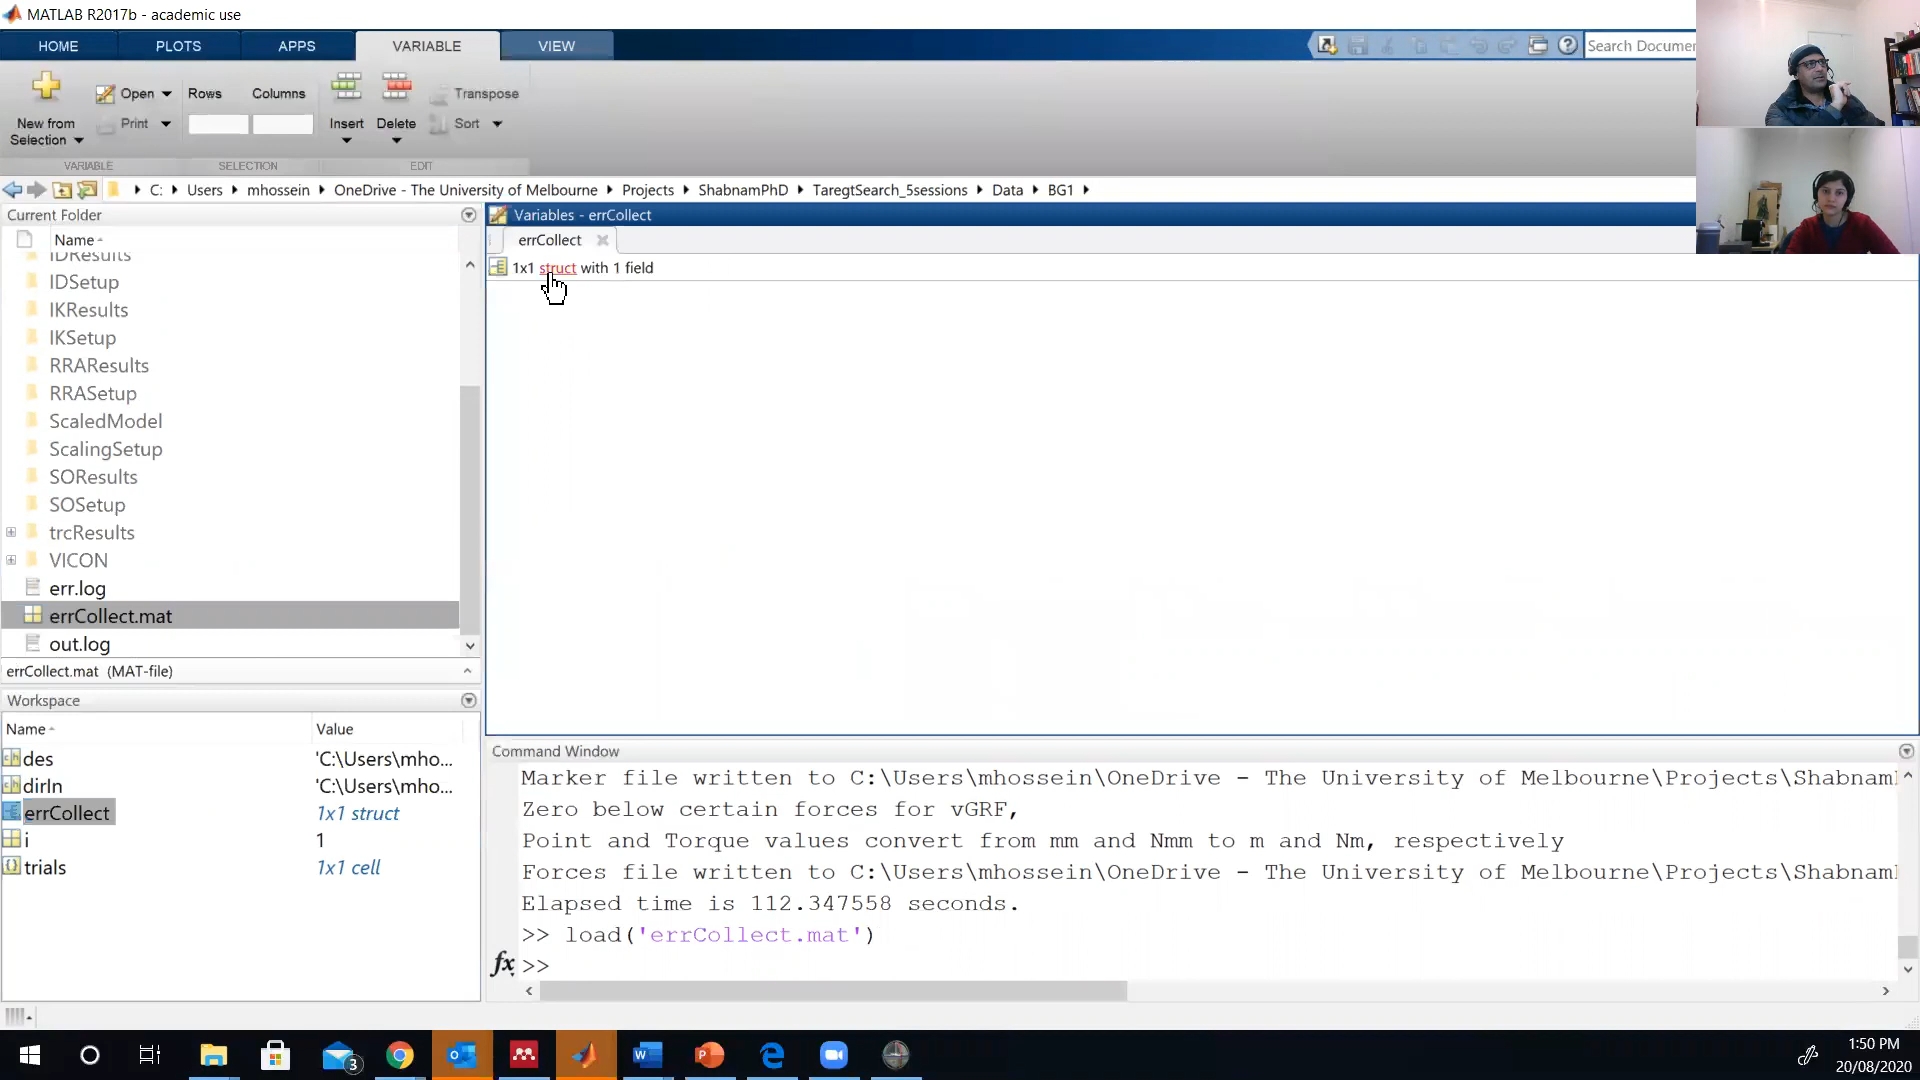 MATLAB R2017b - academic use
HOME PLOTS APPS VARIABLE VIEW
Search Documen
New from Selection
Open
Print
Rows Columns
Insert
Delete
Transpose
Sort
VARIABLE SELECTION EDIT
C: Users mhossein OneDrive - The University of Melbourne Projects ShabnamPhD TaregtSearch_5sessions Data BG1
Current Folder
Name
IDResults
IDSetup
IKResults
IKSetup
RRAResults
RRASetup
ScaledModel
ScalingSetup
SOResults
SOSetup
trcResults
VICON
err.log
errCollect.mat
out.log
errCollect.mat (MAT-file)
Workspace
Name Value
des 'C:\Users\mho...
dirIn 'C:\Users\mho...
errCollect 1x1 struct
i 1
trials 1x1 cell
Variables - errCollect
errCollect
1x1 struct with 1 field
Command Window
Marker file written to C:\Users\mhossein\OneDrive - The University of Melbourne\Projects\Shabnam
Zero below certain forces for vGRF,
Point and Torque values convert from mm and Nmm to m and Nm, respectively
Forces file written to C:\Users\mhossein\OneDrive - The University of Melbourne\Projects\Shabnam
Elapsed time is 112.347558 seconds.
>> load('errCollect.mat')
fx >>
3
1:50 PM
20/08/2020